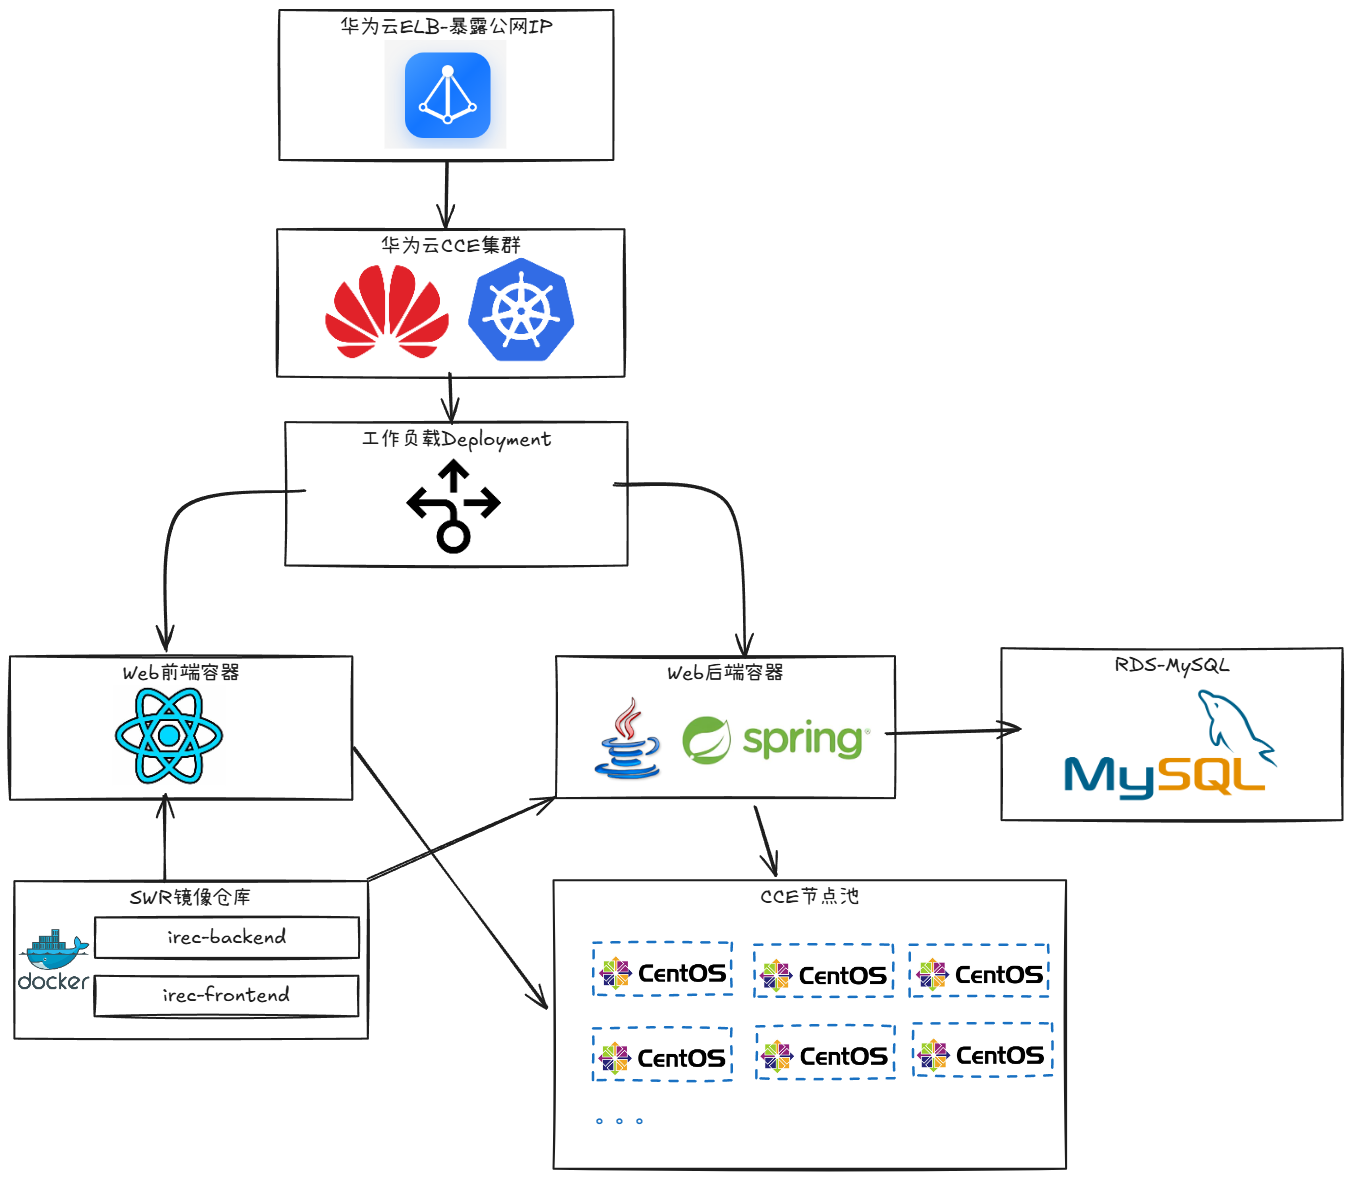 华为云ELB-暴露公网IP
华为云CCE集群
工作负载Deployment
Web前端容器
Web后端容器
spring®
RDS-MySQL
MySQL
SWR镜像仓库
docker
irec-backend
irec-frontend
CCE节点池
CentOS
CentOS
CentOS
CentOS
CentOS
CentOS
。。。